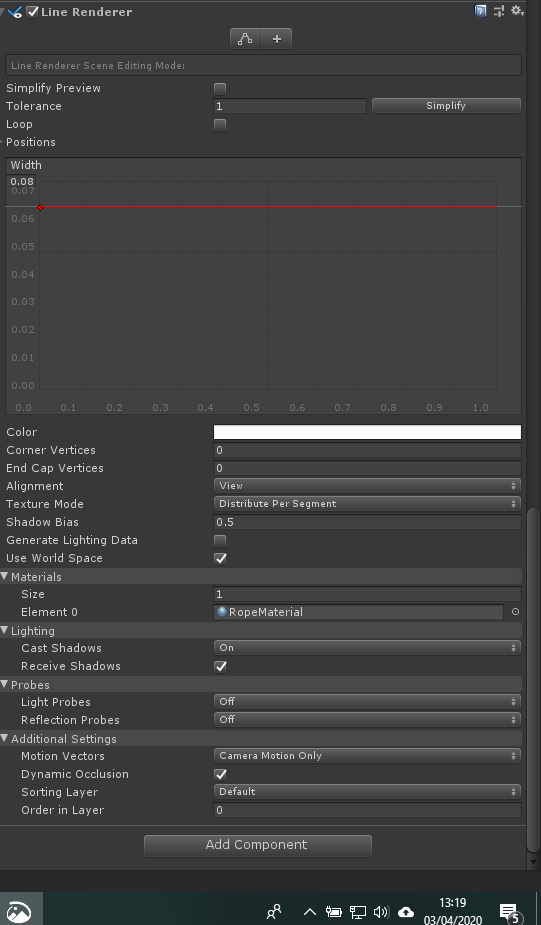 Line Renderer
+
Line Renderer Scene Editing Mode:
Simplify Preview
Tolerance 1 Simplify
Loop
Positions
Width
0.08
0.07
0.06
0.05
0.04
0.03
0.02
0.01
0.00
0.0 0.1 0.2 0.3 0.4 0.5 0.6 0.7 0.8 0.9 1.0
Color
Corner Vertices 0
End Cap Vertices 0
Alignment View
Texture Mode Distribute Per Segment
Shadow Bias 0.5
Generate Lighting Data
Use World Space
Materials
Size 1
Element 0 RopeMaterial
Lighting
Cast Shadows On
Receive Shadows
Probes
Light Probes Off
Reflection Probes Off
Additional Settings
Motion Vectors Camera Motion Only
Dynamic Occlusion
Sorting Layer Default
Order in Layer 0
Add Component
13:19
03/04/2020
5